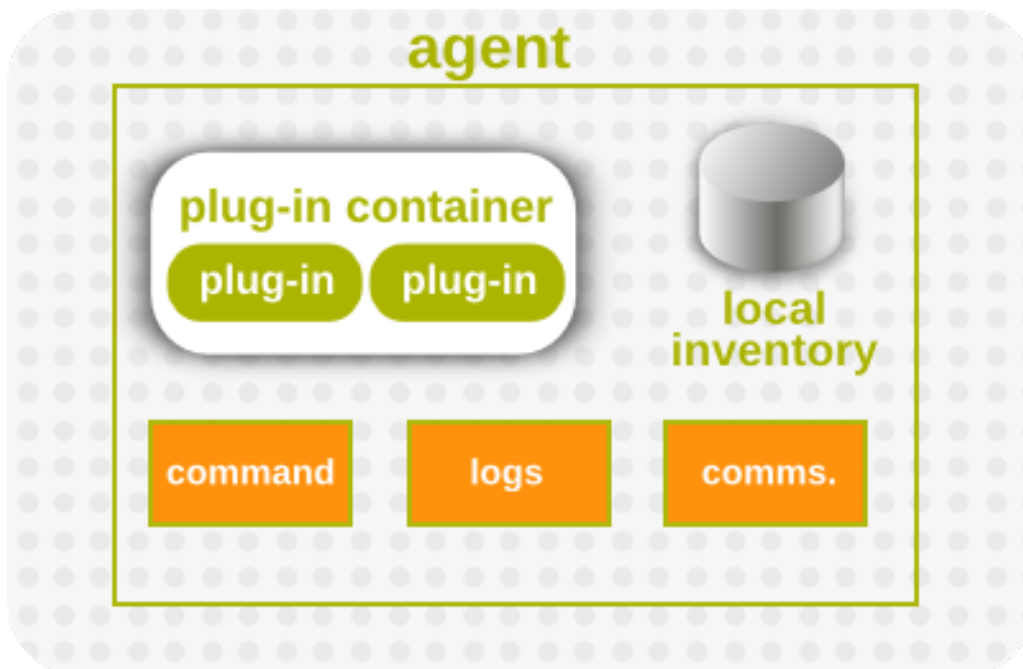 agent
plug-in container
plug-in plug-in
local
inventory
command logs comms.